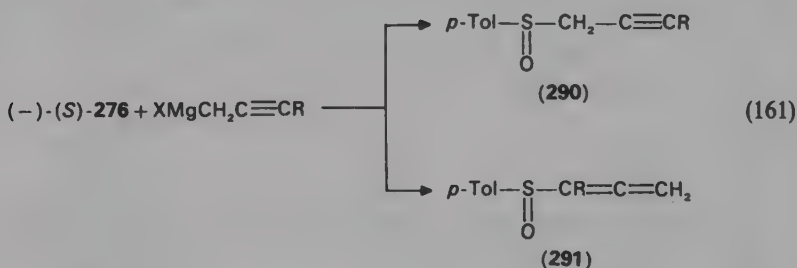 p-Tol—S—CH₂—C≡CR
O
(290)
(−)-(S)-276 + XMgCH₂C≡CR
(161)
p-Tol—S—CR=C=CH₂
O
(291)